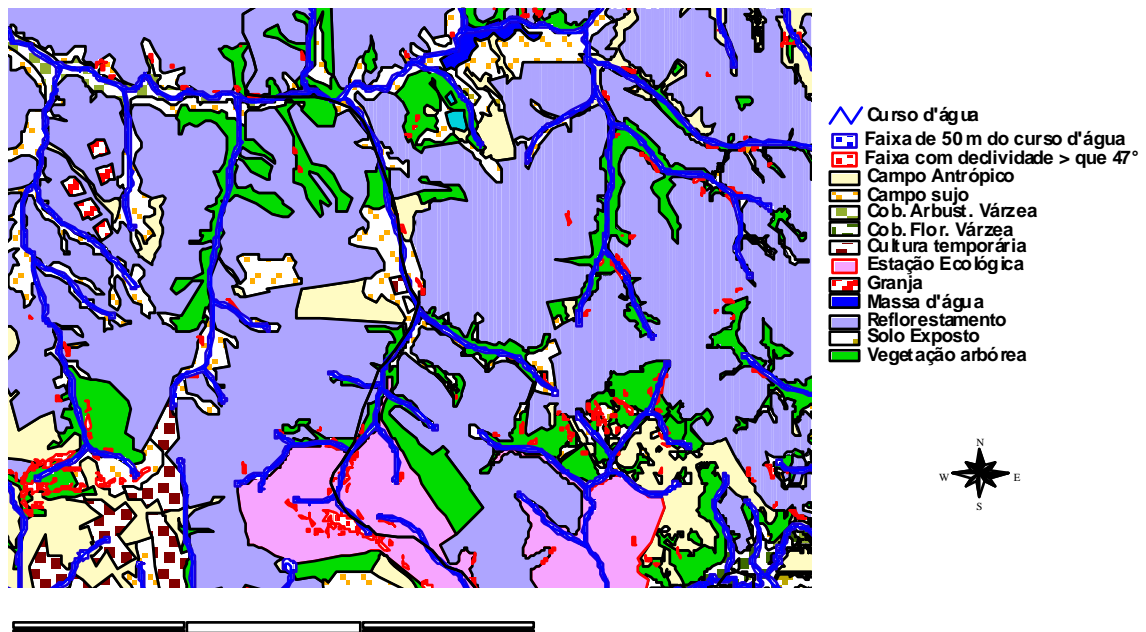 Curso d'água
Faixa de 50 m do curso d'água
Faixa com declividade > que 47°
Campo Antrópico
Campo sujo
Cob. Arbust. Várzea
Cob. Flor. Várzea
Cultura temporária
Estação Ecológica
Granja
Massa d'água
Reflorestamento
Solo Exposto
Vegetação arbórea
N
W E
S